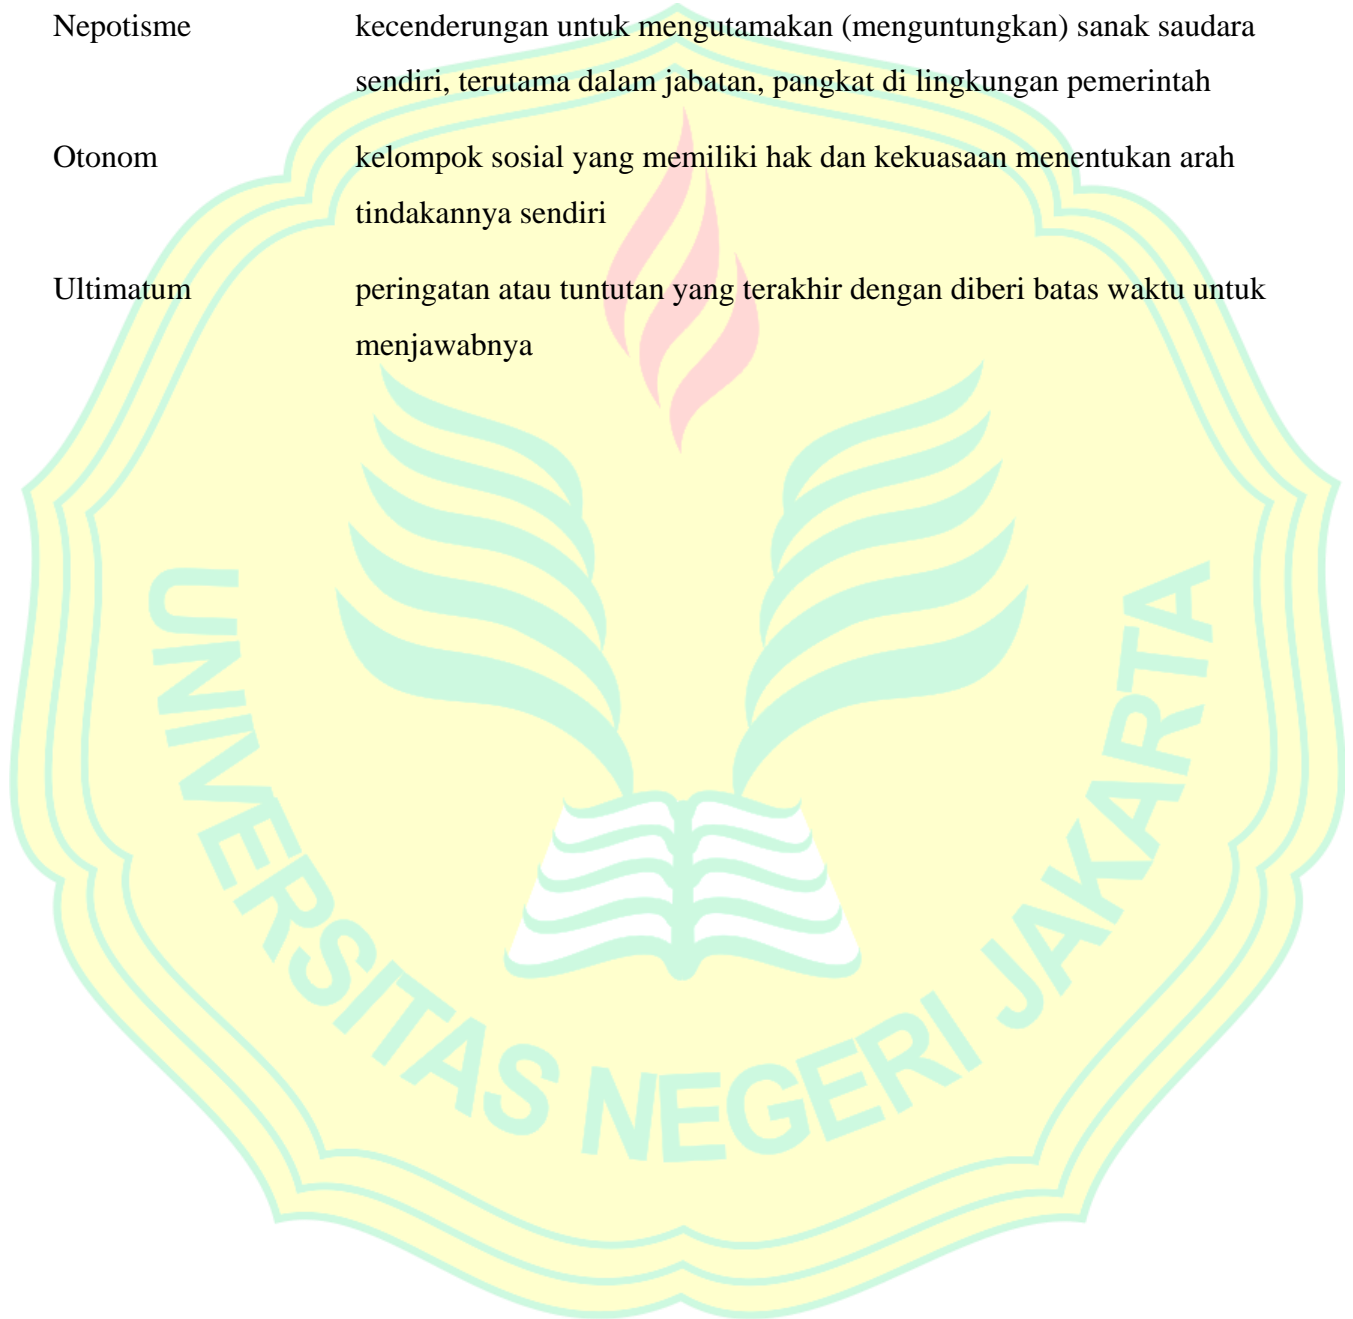 Nepotisme kecenderungan untuk mengutamakan (menguntungkan) sanak saudara
sendiri, terutama dalam jabatan, pangkat di lingkungan pemerintah
Otonom kelompok sosial yang memiliki hak dan kekuasaan menentukan arah
tindakannya sendiri
Ultimatum peringatan atau tuntutan yang terakhir dengan diberi batas waktu untuk
menjawabnya
UNIVERSITAS NEGERI JAKARTA